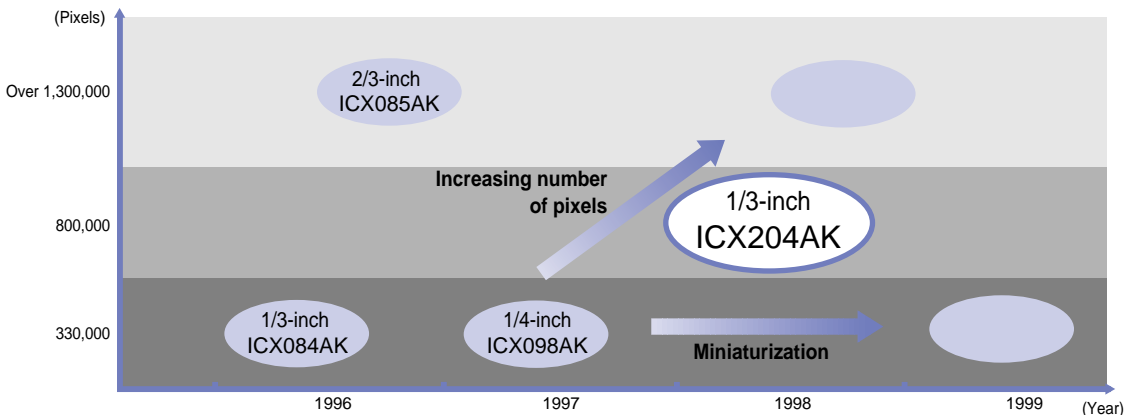 (Pixels)
Over 1,300,000
2/3-inch
ICX085AK
Increasing number
of pixels
800,000
1/3-inch
ICX204AK
330,000
1/3-inch
ICX084AK
1/4-inch
ICX098AK
Miniaturization
1996
1997
1998
1999
(Year)